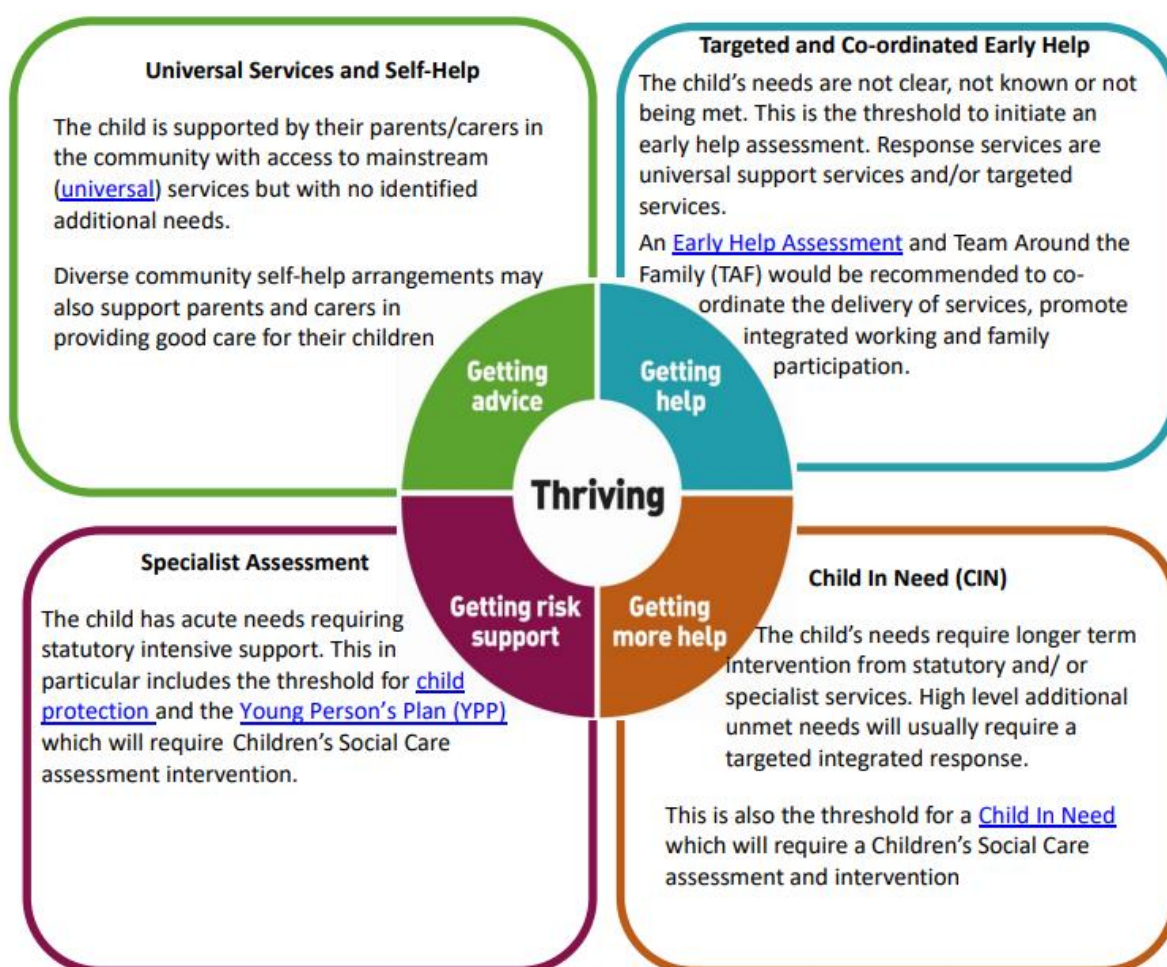 Universal Services and Self-Help
The child is supported by their parents/carers in
the community with access to mainstream
(universal) services but with no identified
additional needs.
Diverse community self-help arrangements may
also support parents and carers in
providing good care for their children
Targeted and Co-ordinated Early Help
The child’s needs are not clear, not known or not
being met. This is the threshold to initiate an
early help assessment. Response services are
universal support services and/or targeted
services.
An Early Help Assessment and Team Around the
Family (TAF) would be recommended to co-
ordinate the delivery of services, promote
integrated working and family
participation.
Getting
advice
Getting
help
Thriving
Getting risk
support
Getting
more help
Specialist Assessment
The child has acute needs requiring
statutory intensive support. This in
particular includes the threshold for child
protection and the Young Person’s Plan (YPP)
which will require Children’s Social Care
assessment intervention.
Child In Need (CIN)
The child’s needs require longer term
intervention from statutory and/ or
specialist services. High level additional
unmet needs will usually require a
targeted integrated response.
This is also the threshold for a Child In Need
which will require a Children’s Social Care
assessment and intervention